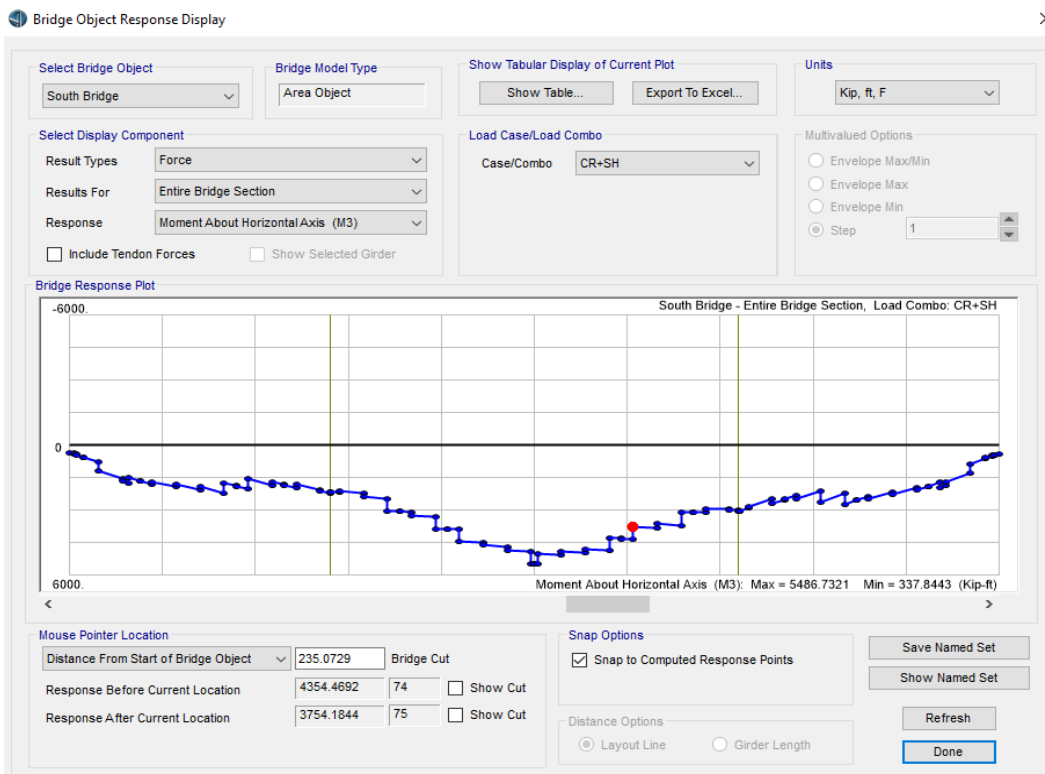 Bridge Object Response Display
Select Bridge Object
South Bridge
Bridge Model Type
Area Object
Show Tabular Display of Current Plot
Show Table...
Export To Excel...
Units
Kip, ft, F
Select Display Component
Result Types
Force
Results For
Entire Bridge Section
Response
Moment About Horizontal Axis (M3)
Include Tendon Forces
Show Selected Girder
Load Case/Load Combo
Case/Combo
CR+SH
Multivalued Options
Envelope Max/Min
Envelope Max
Envelope Min
Step
1
Bridge Response Plot
-6000.
South Bridge - Entire Bridge Section, Load Combo: CR+SH
0
6000.
Moment About Horizontal Axis (M3): Max = 5486.7321 Min = 337.8443 (Kip-ft)
Mouse Pointer Location
Distance From Start of Bridge Object
235.0729
Bridge Cut
Response Before Current Location
4354.4692
74
Show Cut
Response After Current Location
3754.1844
75
Show Cut
Snap Options
Snap to Computed Response Points
Distance Options
Layout Line
Girder Length
Save Named Set
Show Named Set
Refresh
Done